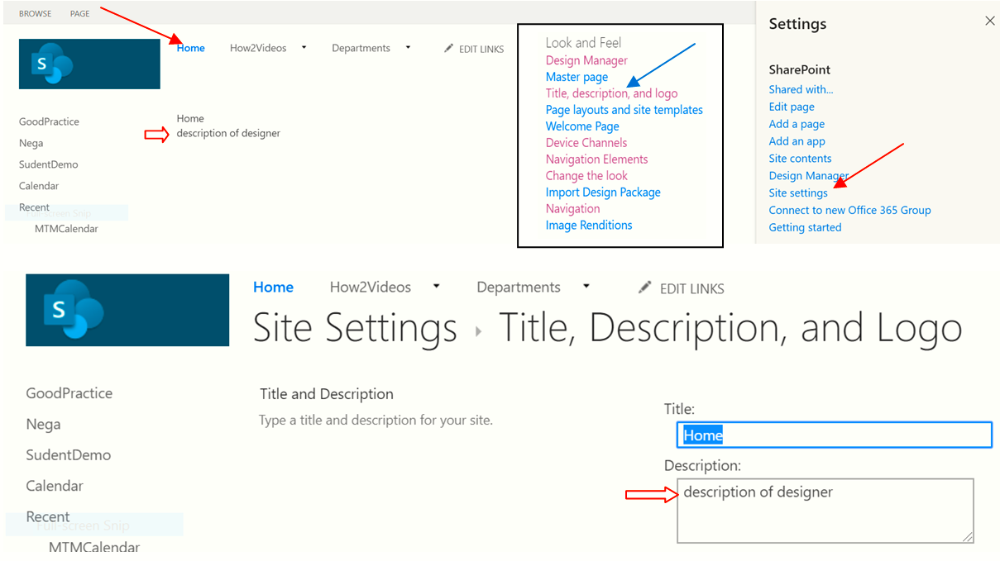 BROWSE PAGE
Home How2Videos Departments EDIT LINKS
S
GoodPractice
Nega
SudentDemo
Calendar
Recent
Full-screen Snip
MTMCalendar
Home
description of designer
Look and Feel
Design Manager
Master page
Title, description, and logo
Page layouts and site templates
Welcome Page
Device Channels
Navigation Elements
Change the look
Import Design Package
Navigation
Image Renditions
Settings
SharePoint
Shared with...
Edit page
Add a page
Add an app
Site contents
Design Manager
Site settings
Connect to new Office 365 Group
Getting started
S
Home How2Videos Departments EDIT LINKS
Site Settings Title, Description, and Logo
GoodPractice
Nega
SudentDemo
Calendar
Recent
Full-screen Snip
MTMCalendar
Title and Description
Type a title and description for your site.
Title:
Home
Description:
description of designer